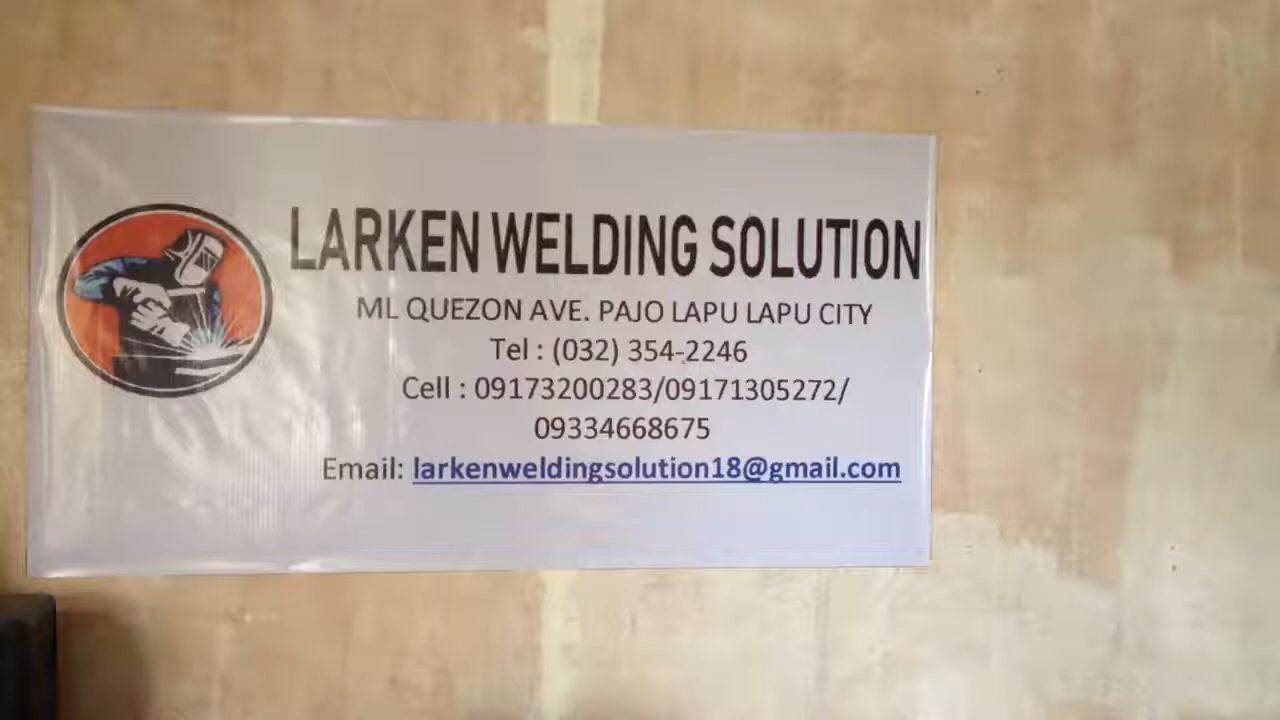 LARKEN WELDING SOLUTION
ML QUEZON AVE. PAJO LAPU LAPU CITY
Tel : (032) 354-2246
Cell : 09173200283/09171305272/
09334668675
Email: larkenweldingsolution18@gmail.com